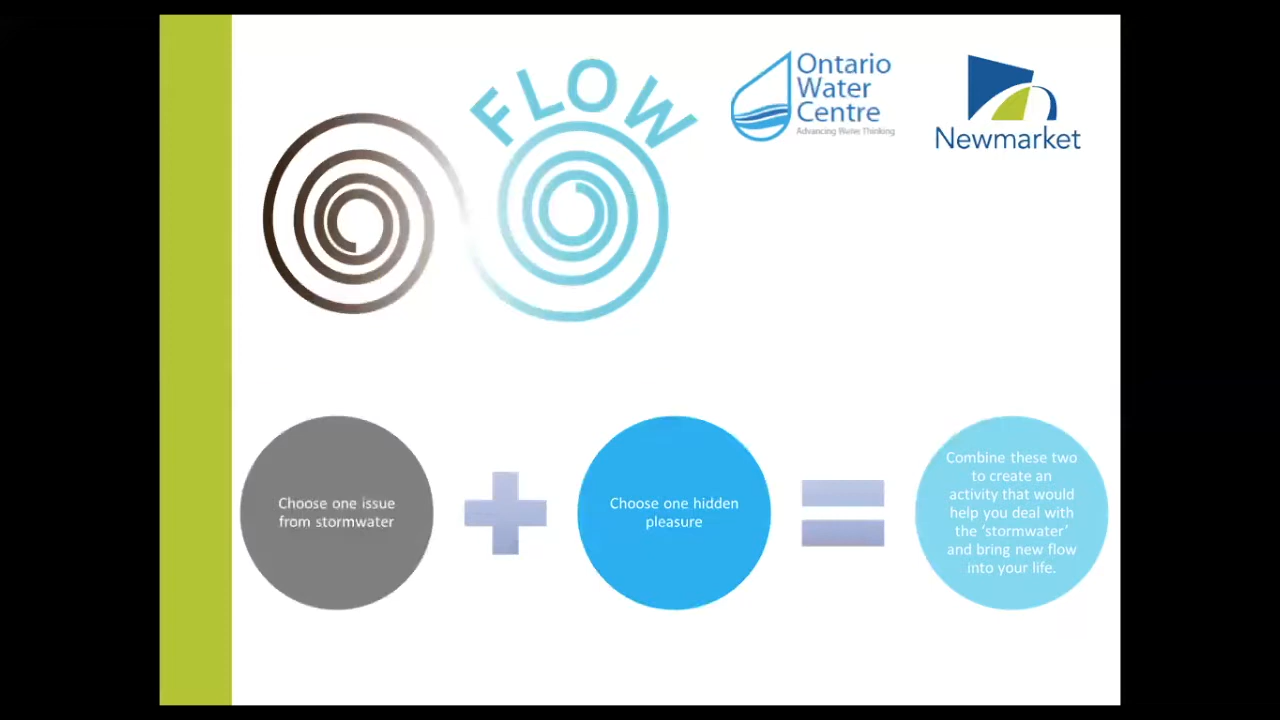 FLOW
Ontario
Water
Centre
Advancing Water Thinking
Newmarket
Choose one issue
from stormwater
Choose one hidden
pleasure
Combine these two
to create an
activity that would
help you deal with
the ‘stormwater’
and bring new flow
into your life.